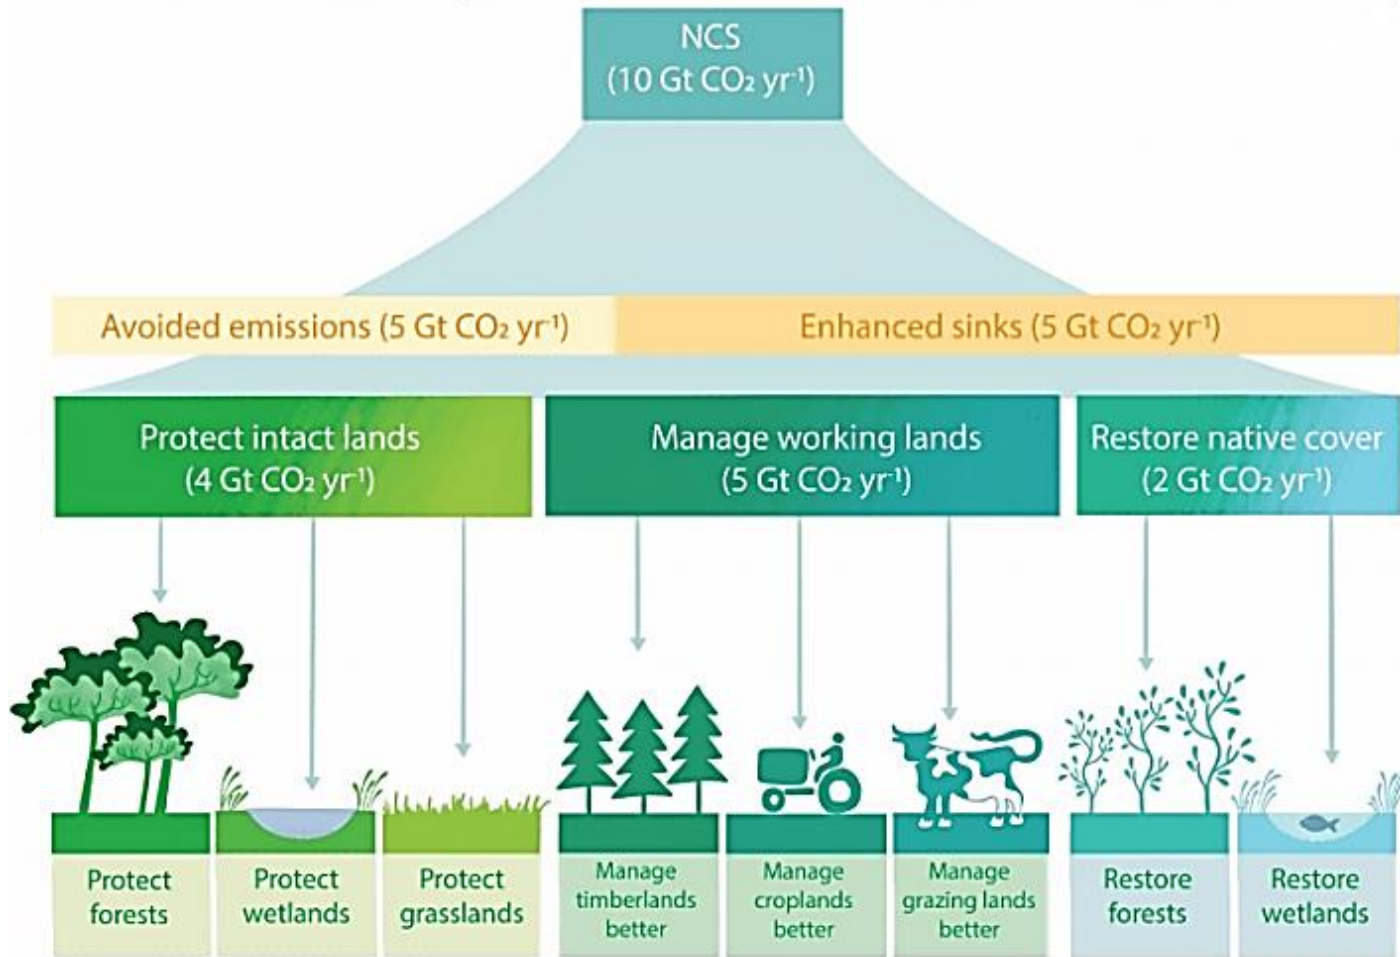 NCS
(10 Gt CO₂ yr⁻¹)
Avoided emissions (5 Gt CO₂ yr⁻¹)
Enhanced sinks (5 Gt CO₂ yr⁻¹)
Protect intact lands
(4 Gt CO₂ yr⁻¹)
Manage working lands
(5 Gt CO₂ yr⁻¹)
Restore native cover
(2 Gt CO₂ yr⁻¹)
Protect
forests
Protect
wetlands
Protect
grasslands
Manage
timberlands
better
Manage
croplands
better
Manage
grazing lands
better
Restore
forests
Restore
wetlands